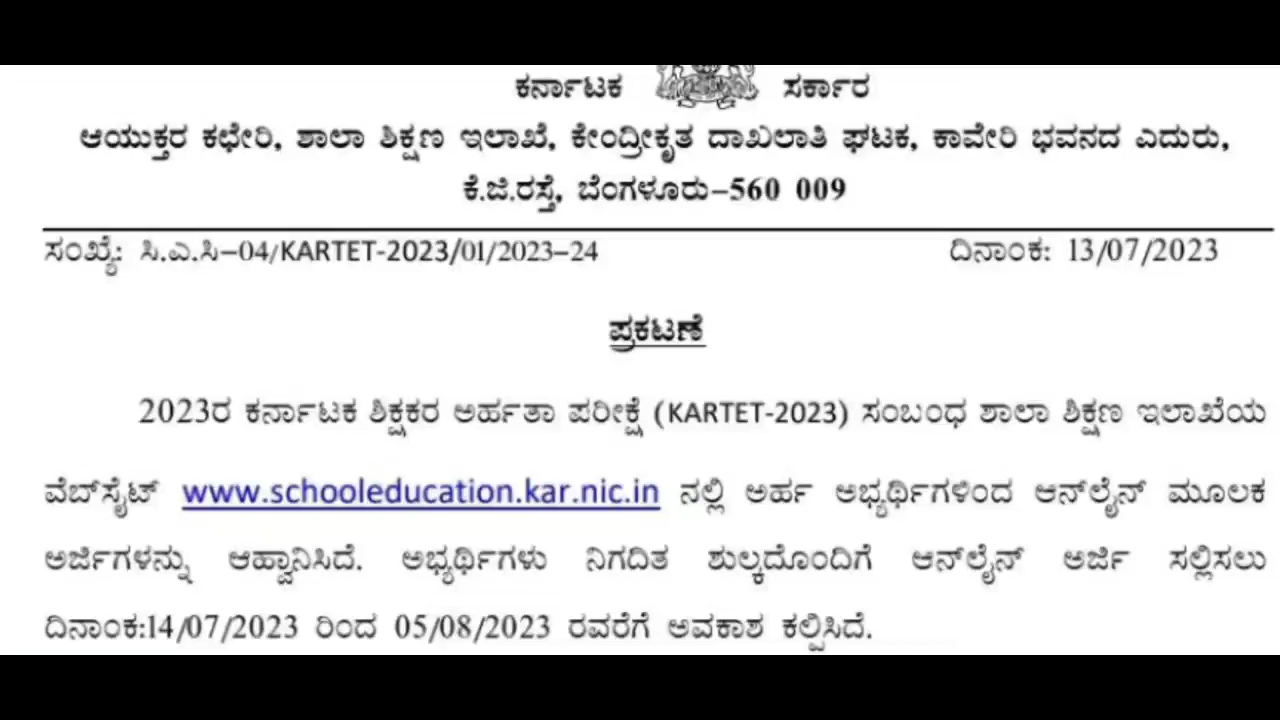 ಕರ್ನಾಟಕ ಸರ್ಕಾರ
ಆಯುಕ್ತರ ಕಛೇರಿ, ಶಾಲಾ ಶಿಕ್ಷಣ ಇಲಾಖೆ, ಕೇಂದ್ರೀಕೃತ ದಾಖಲಾತಿ ಘಟಕ, ಕಾವೇರಿ ಭವನದ ಎದುರು,
ಕೆ.ಜಿ.ರಸ್ತೆ, ಬೆಂಗಳೂರು–560 009
ಸಂಖ್ಯೆ: ಸಿ.ಎ.ಸಿ–04/KARTET-2023/01/2023–24 ದಿನಾಂಕ: 13/07/2023
ಪ್ರಕಟಣೆ
2023ರ ಕರ್ನಾಟಕ ಶಿಕ್ಷಕರ ಅರ್ಹತಾ ಪರೀಕ್ಷೆ (KARTET-2023) ಸಂಬಂಧ ಶಾಲಾ ಶಿಕ್ಷಣ ಇಲಾಖೆಯ
ವೆಬ್‌ಸೈಟ್ www.schooleducation.kar.nic.in ನಲ್ಲಿ ಅರ್ಹ ಅಭ್ಯರ್ಥಿಗಳಿಂದ ಆನ್‌ಲೈನ್ ಮೂಲಕ
ಅರ್ಜಿಗಳನ್ನು ಆಹ್ವಾನಿಸಿದೆ. ಅಭ್ಯರ್ಥಿಗಳು ನಿಗದಿತ ಶುಲ್ಕದೊಂದಿಗೆ ಆನ್‌ಲೈನ್ ಅರ್ಜಿ ಸಲ್ಲಿಸಲು
ದಿನಾಂಕ:14/07/2023 ರಿಂದ 05/08/2023 ರವರೆಗೆ ಅವಕಾಶ ಕಲ್ಪಿಸಿದೆ.